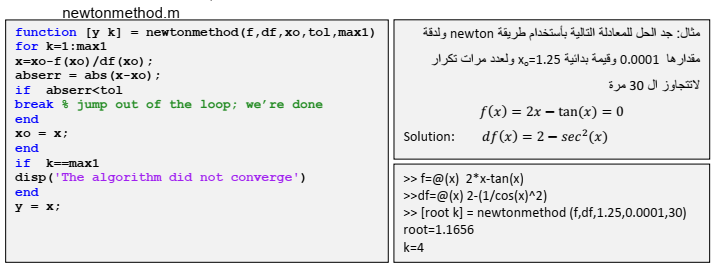 newtonmethod.m
function [y k] = newtonmethod(f,df,xo,tol,max1)
for k=1:max1
x=xo-f(xo)/df(xo);
abserr = abs(x-xo);
if abserr<tol
break % jump out of the loop; we're done
end
xo = x;
end
if k==max1
disp('The algorithm did not converge')
end
y = x;
مثال: جد الحل للمعادلة التالية بأستخدام طريقة newton ولدقة
مقدارها 0.0001 وقيمة بدائية xₒ=1.25 ولعدد مرات تكرار
لاتتجاوز ال 30 مرة
f(x) = 2x − tan(x) = 0
Solution: df(x) = 2 − sec²(x)
>> f=@(x) 2*x-tan(x)
>>df=@(x) 2-(1/cos(x)^2)
>> [root k] = newtonmethod (f,df,1.25,0.0001,30)
root=1.1656
k=4